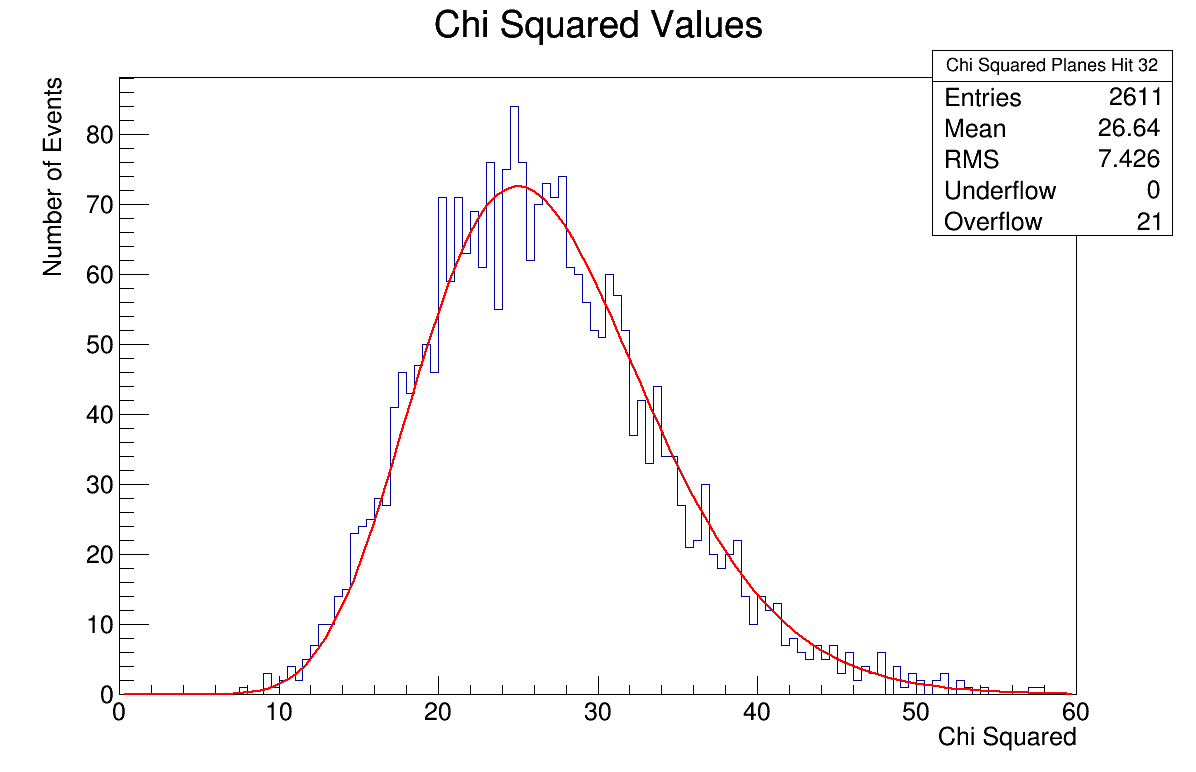 Chi Squared Values
Chi Squared Planes Hit 32
Entries 2611
Mean 26.64
RMS 7.426
Underflow 0
Overflow 21
Number of Events
80
70
60
50
40
30
20
10
0
0 10 20 30 40 50 60
Chi Squared